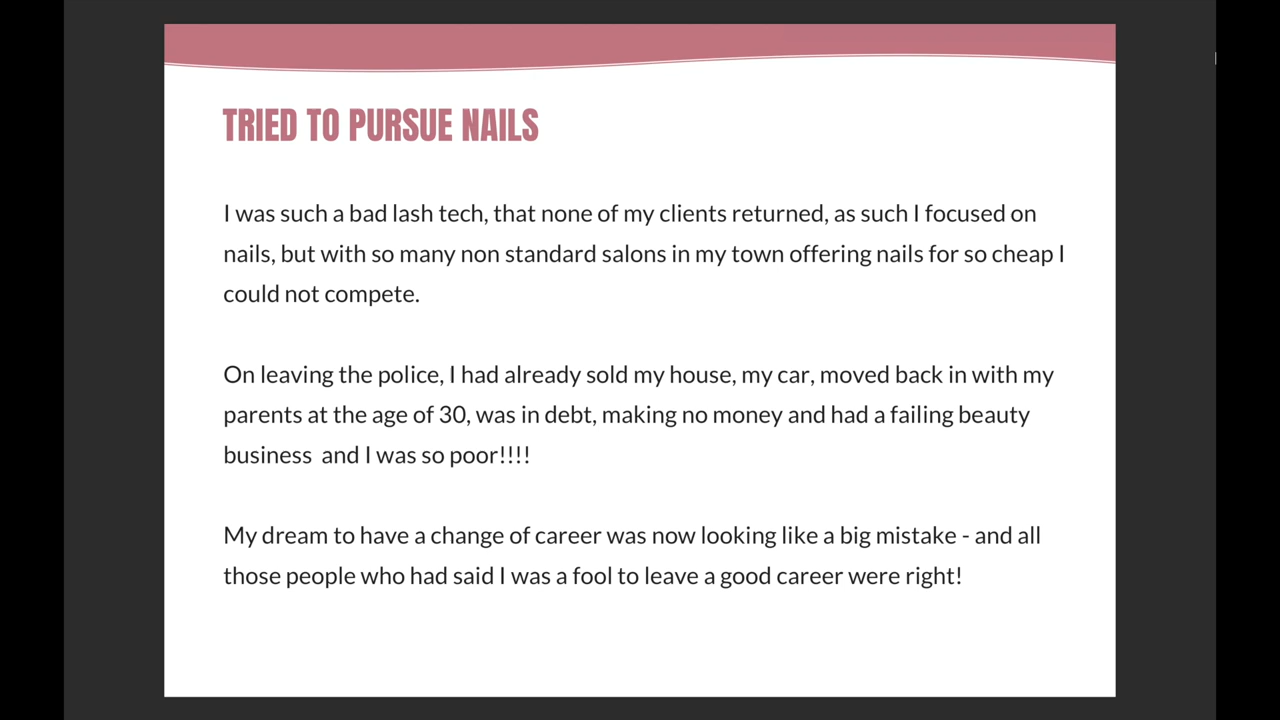 TRIED TO PURSUE NAILS
I was such a bad lash tech, that none of my clients returned, as such I focused on
nails, but with so many non standard salons in my town offering nails for so cheap I
could not compete.
On leaving the police, I had already sold my house, my car, moved back in with my
parents at the age of 30, was in debt, making no money and had a failing beauty
business  and I was so poor!!!!
My dream to have a change of career was now looking like a big mistake - and all
those people who had said I was a fool to leave a good career were right!